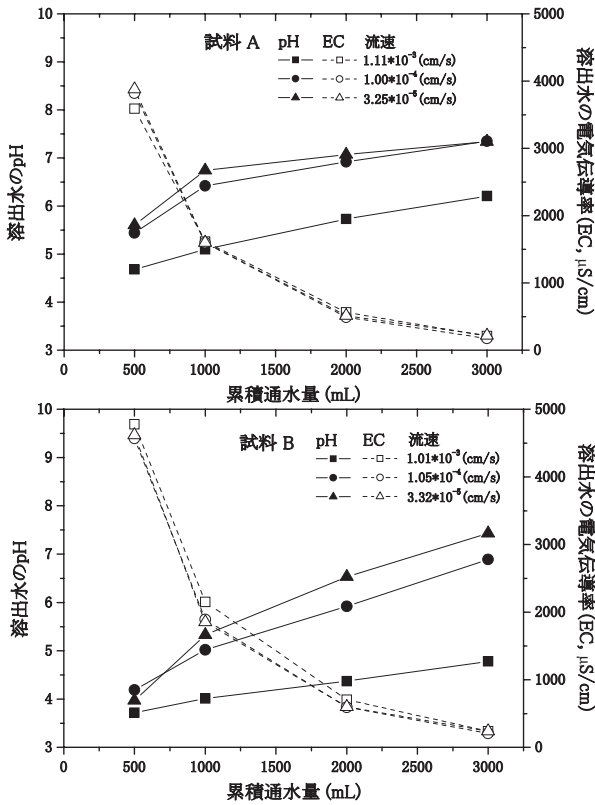 試料 A pH EC 流速
1.11*10⁻³(cm/s)
1.00*10⁻⁴(cm/s)
3.25*10⁻⁵(cm/s)
溶出水のpH
10
9
8
7
6
5
4
3
溶出水の電気伝導率(EC, μS/cm)
5000
4000
3000
2000
1000
0
0 500 1000 1500 2000 2500 3000
累積通水量 (mL)
試料 B pH EC 流速
1.01*10⁻³(cm/s)
1.05*10⁻⁴(cm/s)
3.32*10⁻⁵(cm/s)
溶出水のpH
10
9
8
7
6
5
4
3
溶出水の電気伝導率(EC, μS/cm)
5000
4000
3000
2000
1000
0
0 500 1000 1500 2000 2500 3000
累積通水量 (mL)